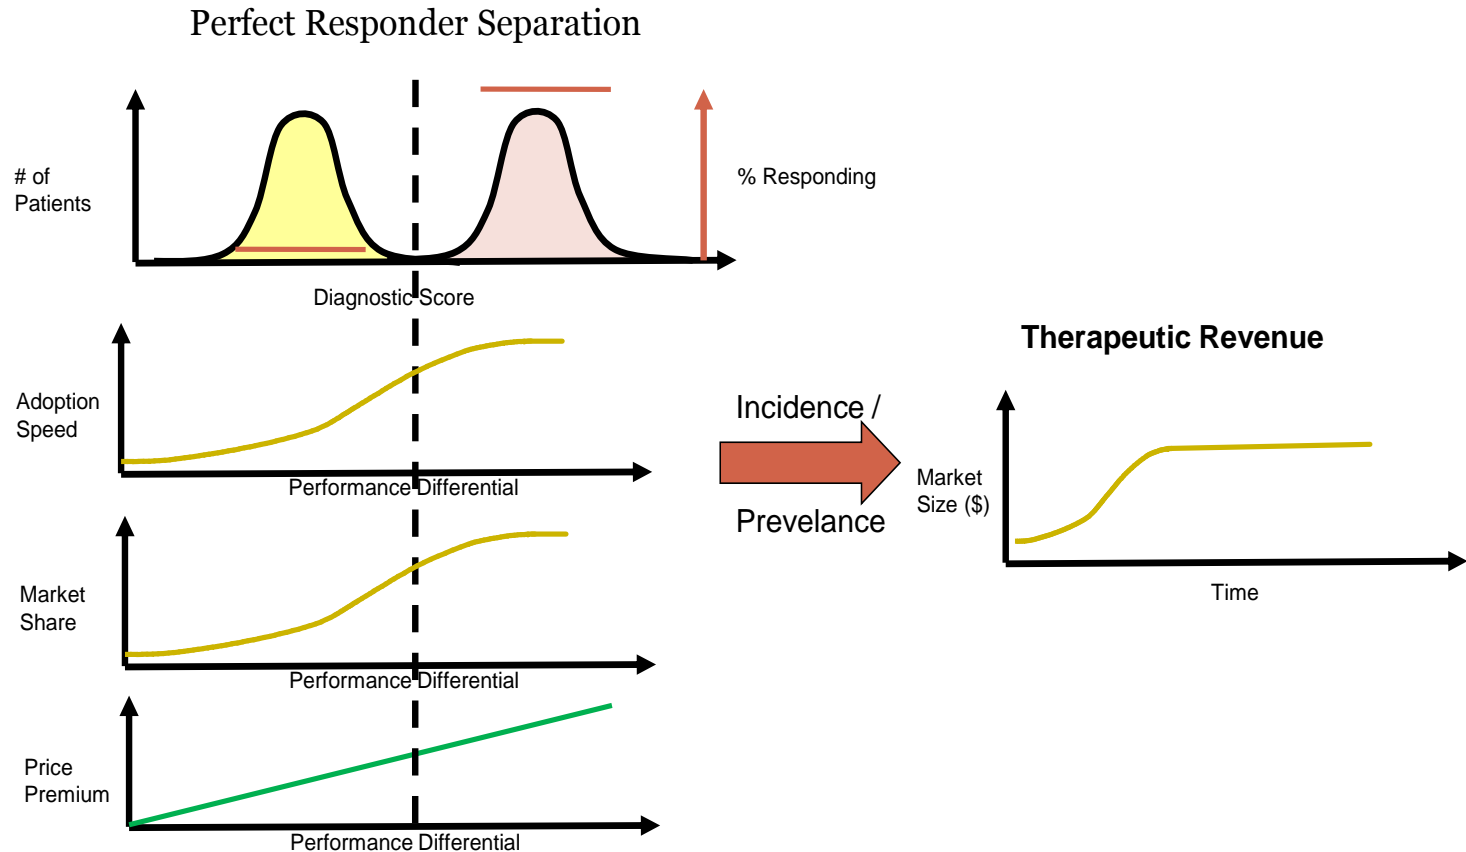 Perfect Responder Separation
# of
Patients
% Responding
Diagnostic Score
Adoption
Speed
Performance Differential
Market
Share
Performance Differential
Price
Premium
Performance Differential
Incidence /
Prevelance
Therapeutic Revenue
Market
Size ($)
Time